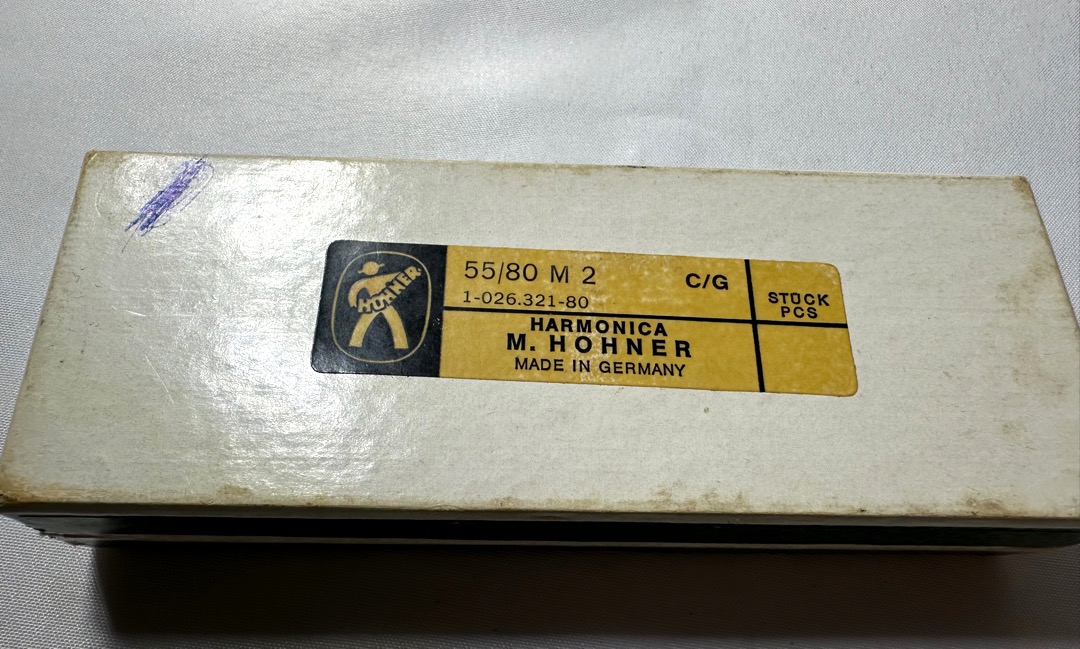 HOHNER
55/80 M 2 C/G
1-026.321-80
STÜCK
PCS
HARMONICA
M. HOHNER
MADE IN GERMANY